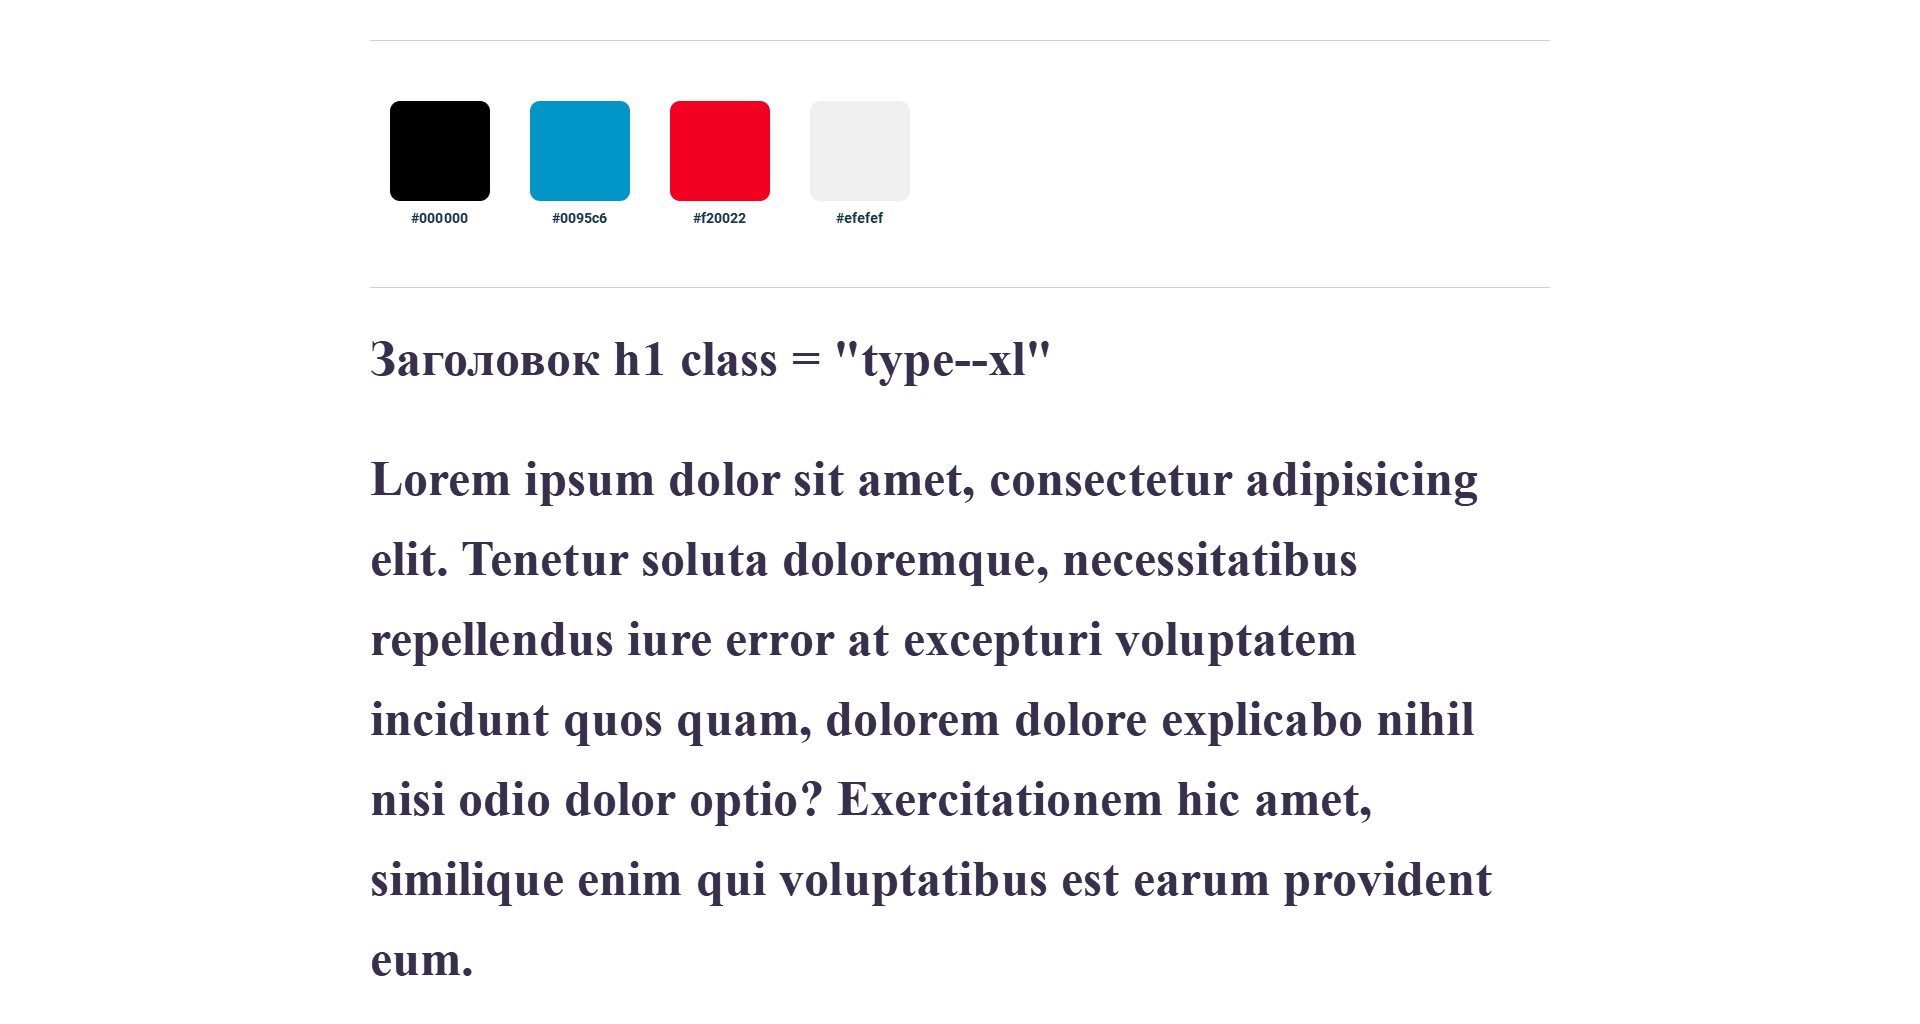 #000000 #0095c6 #f20022 #efefef
Заголовок h1 class = "type--xl"
Lorem ipsum dolor sit amet, consectetur adipisicing
elit. Tenetur soluta doloremque, necessitatibus
repellendus iure error at excepturi voluptatem
incidunt quos quam, dolorem dolore explicabo nihil
nisi odio dolor optio? Exercitationem hic amet,
similique enim qui voluptatibus est earum provident
eum.